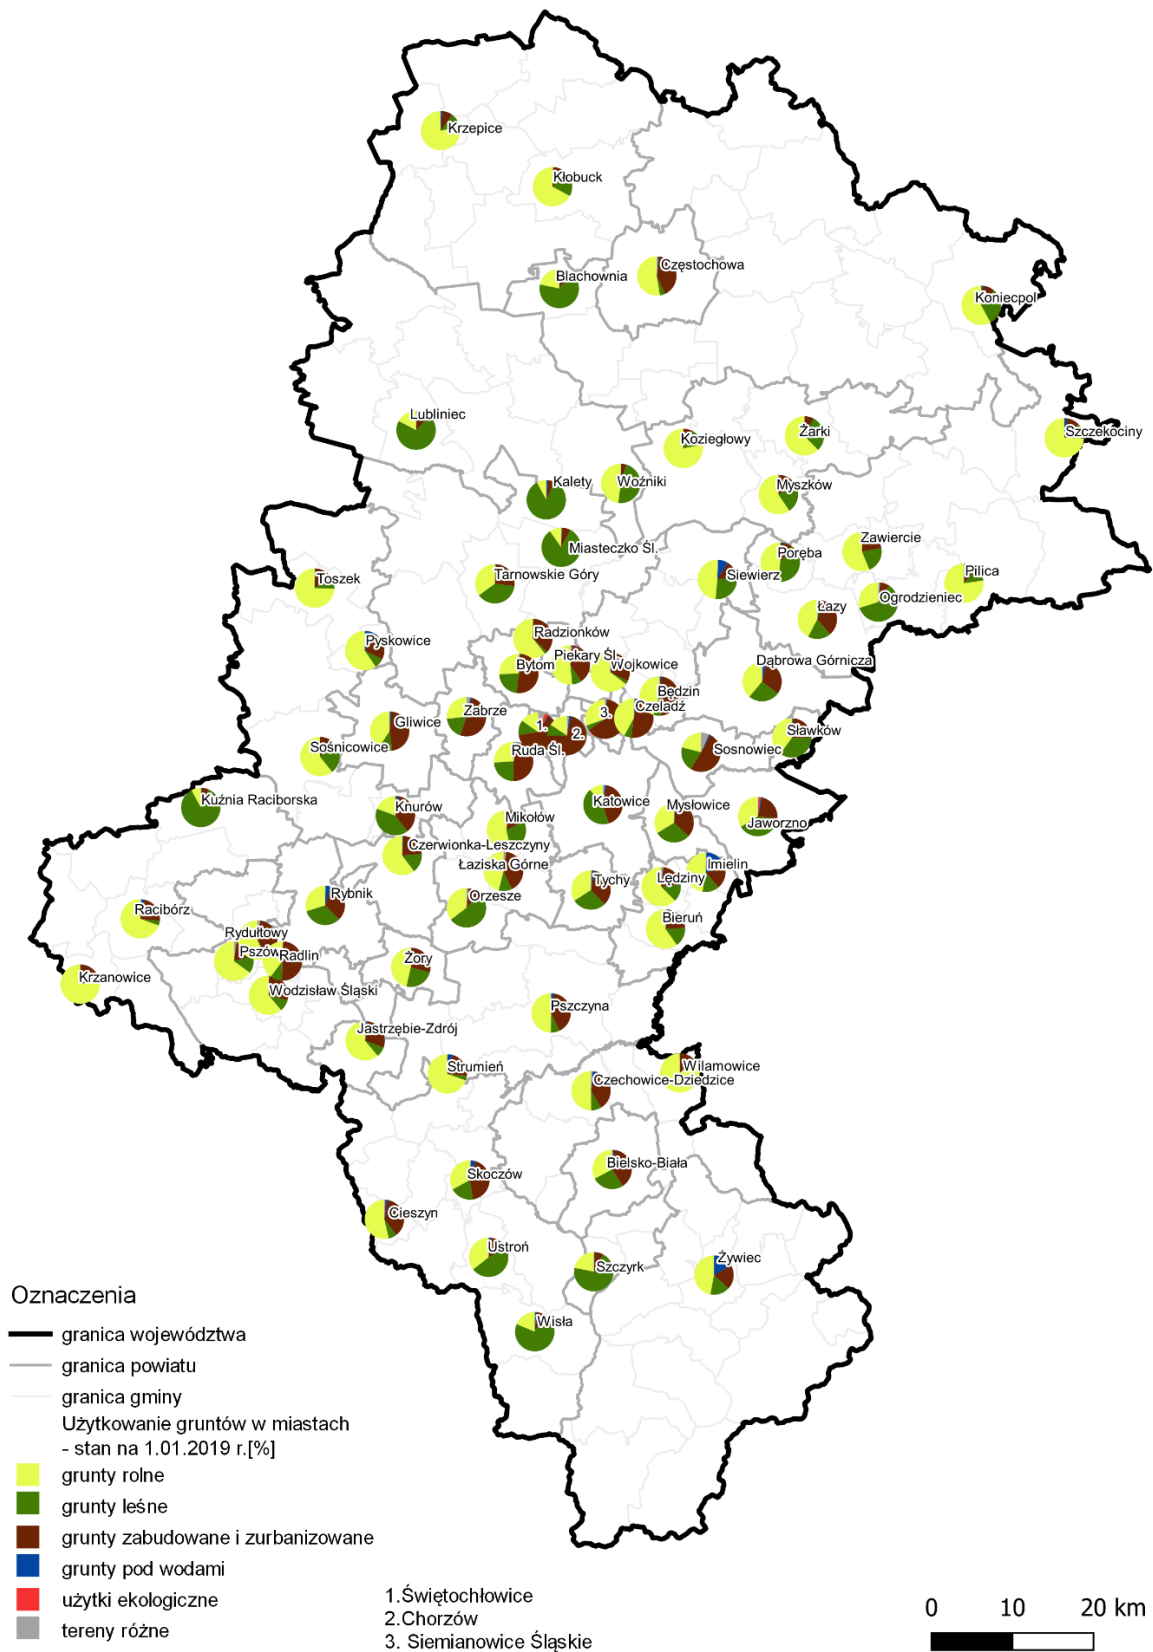 Krzepice
Kłobuck
Częstochowa
Blachownia
Koniecpol
Lubliniec
Koziegłowy
Żarki
Szczekociny
Kalety
Woźniki
Myszków
Miasteczko Śl.
Zawiercie
Poręba
Siewierz
Pilica
Toszek
Tarnowskie Góry
Ogrodzieniec
Łazy
Radzionków
Pyskowice
Piekary Śl.
Bytom
Wojkowice
Dąbrowa Górnicza
Będzin
Zabrze
Czeladź
3.
Gliwice
1.
2.
Sławków
Sośnicowice
Ruda Śl.
Sosnowiec
Kuźnia Raciborska
Knurów
Katowice
Mysłowice
Jaworzno
Mikołów
Czerwionka-Leszczyny
Łaziska Górne
Imielin
Tychy
Lędziny
Rybnik
Orzesze
Racibórz
Bieruń
Rydułtowy
Pszów
Radlin
Żory
Krzanowice
Wodzisław Śląski
Pszczyna
Jastrzębie-Zdrój
Strumień
Wilamowice
Czechowice-Dziedzice
Bielsko-Biała
Skoczów
Cieszyn
Ustroń
Żywiec
Szczyrk
Wisła
Oznaczenia
granica województwa
granica powiatu
granica gminy
Użytkowanie gruntów w miastach
- stan na 1.01.2019 r.[%]
grunty rolne
grunty leśne
grunty zabudowane i zurbanizowane
grunty pod wodami
użytki ekologiczne
tereny różne
1.Świętochłowice
2.Chorzów
3. Siemianowice Śląskie
0 10 20 km